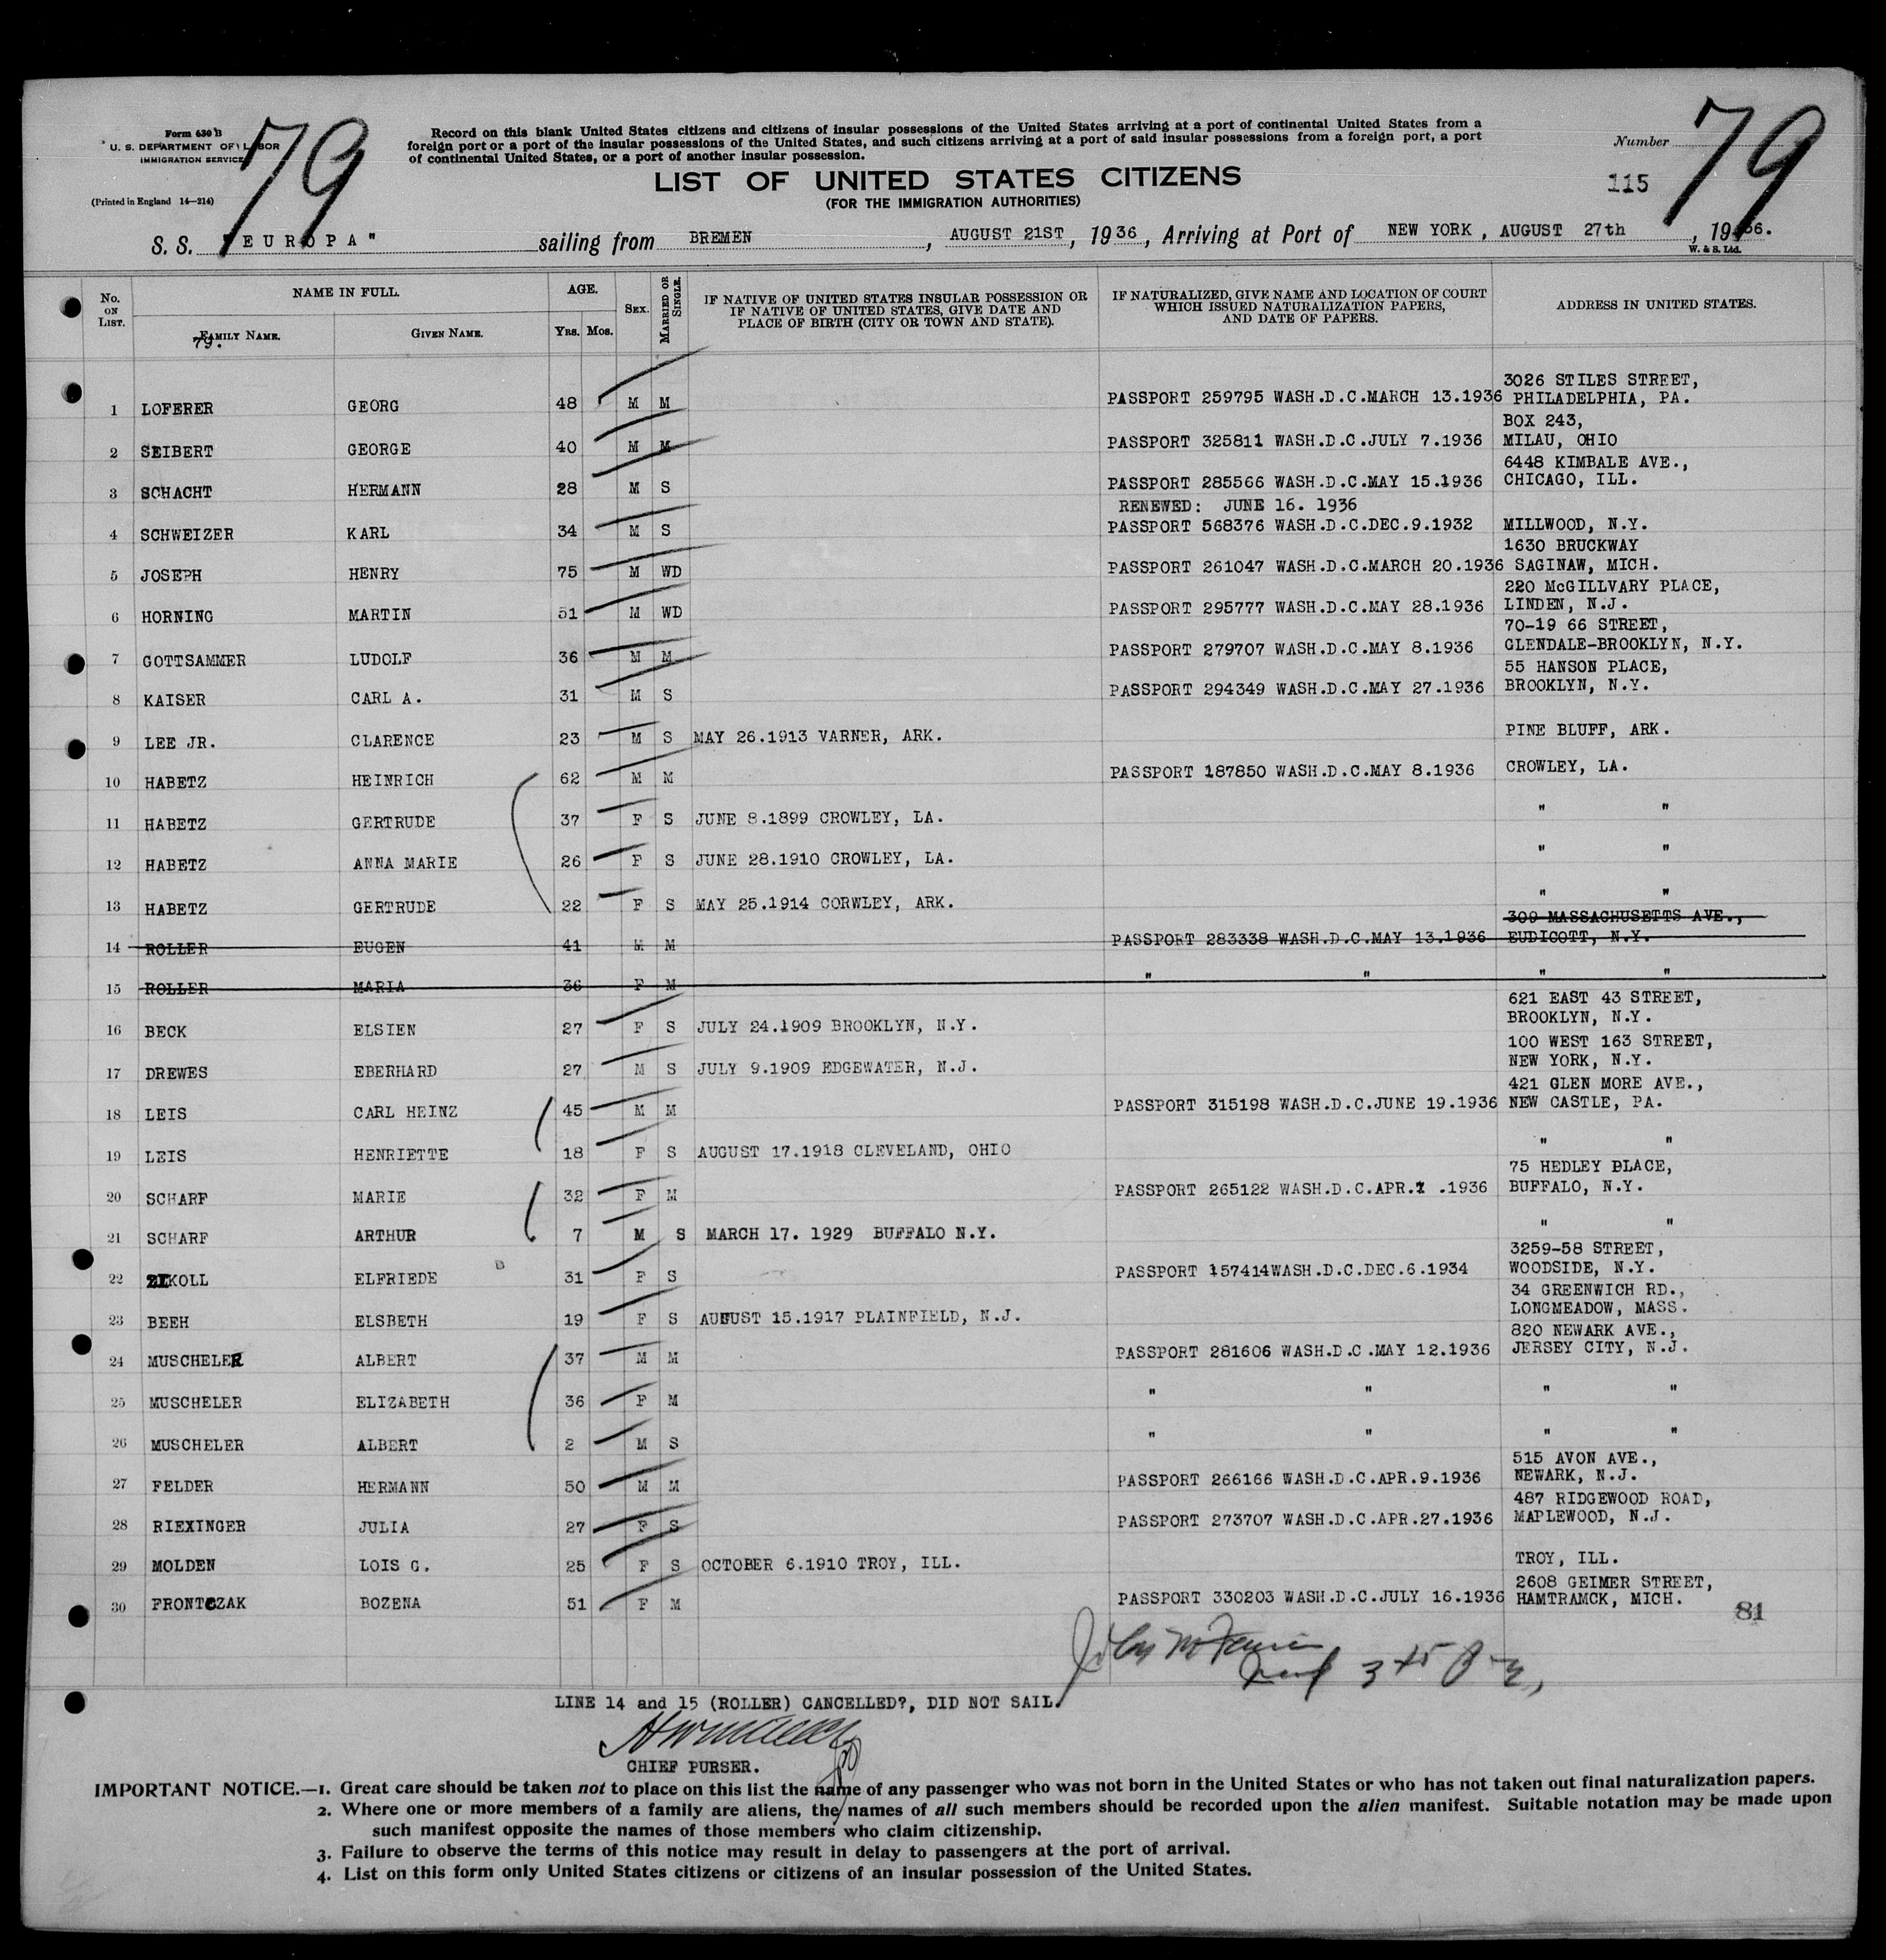 79
79
Form 630 B
U. S. DEPARTMENT OF LABOR
IMMIGRATION SERVICE
(Printed in England 14—214)
Record on this blank United States citizens and citizens of insular possessions of the United States arriving at a port of continental United States from a
foreign port or a port of the insular possessions of the United States, and such citizens arriving at a port of said insular possessions from a foreign port, a port
of continental United States, or a port of another insular possession.
Number
115
LIST OF UNITED STATES CITIZENS
(FOR THE IMMIGRATION AUTHORITIES)
S. S. "EUROPA" sailing from BREMEN, AUGUST 21ST, 1936, Arriving at Port of NEW YORK, AUGUST 27th, 1936.
W. & S. Ltd.
No. ON LIST. NAME IN FULL. FAMILY NAME. GIVEN NAME. AGE. YRS. MOS. SEX. MARRIED OR SINGLE. IF NATIVE OF UNITED STATES INSULAR POSSESSION OR IF NATIVE OF UNITED STATES, GIVE DATE AND PLACE OF BIRTH (CITY OR TOWN AND STATE). IF NATURALIZED, GIVE NAME AND LOCATION OF COURT WHICH ISSUED NATURALIZATION PAPERS, AND DATE OF PAPERS. ADDRESS IN UNITED STATES.
79.
1 LOFERER GEORG 48 M M PASSPORT 259795 WASH.D.C.MARCH 13.1936 3026 STILES STREET, PHILADELPHIA, PA.
2 SEIBERT GEORGE 40 M M PASSPORT 325811 WASH.D.C.JULY 7.1936 BOX 243, MILAU, OHIO
3 SCHACHT HERMANN 28 M S PASSPORT 285566 WASH.D.C.MAY 15.1936 6448 KIMBALE AVE., CHICAGO, ILL.
RENEWED: JUNE 16. 1936
4 SCHWEIZER KARL 34 M S PASSPORT 568376 WASH.D.C.DEC.9.1932 MILLWOOD, N.Y.
5 JOSEPH HENRY 75 M WD PASSPORT 261047 WASH.D.C.MARCH 20.1936 1630 BRUCKWAY SAGINAW, MICH.
6 HORNING MARTIN 51 M WD PASSPORT 295777 WASH.D.C.MAY 28.1936 220 McGILLVARY PLACE, LINDEN, N.J.
7 GOTTSAMMER LUDOLF 36 M M PASSPORT 279707 WASH.D.C.MAY 8.1936 70-19 66 STREET, GLENDALE-BROOKLYN, N.Y.
8 KAISER CARL A. 31 M S PASSPORT 294349 WASH.D.C.MAY 27.1936 55 HANSON PLACE, BROOKLYN, N.Y.
9 LEE JR. CLARENCE 23 M S MAY 26.1913 VARNER, ARK. PINE BLUFF, ARK.
10 HABETZ HEINRICH 62 M M PASSPORT 187850 WASH.D.C.MAY 8.1936 CROWLEY, LA.
11 HABETZ GERTRUDE 37 F S JUNE 8.1899 CROWLEY, LA. " "
12 HABETZ ANNA MARIE 26 F S JUNE 28.1910 CROWLEY, LA. " "
13 HABETZ GERTRUDE 22 F S MAY 25.1914 CORWLEY, ARK. " "
14 ROLLER EUGEN 41 M M PASSPORT 283338 WASH.D.C.MAY 13.1936 309 MASSACHUSETTS AVE., EUDICOTT, N.Y.
15 ROLLER MARIA 36 F M " " " "
16 BECK ELSIEN 27 F S JULY 24.1909 BROOKLYN, N.Y. 621 EAST 43 STREET, BROOKLYN, N.Y.
17 DREWES EBERHARD 27 M S JULY 9.1909 EDGEWATER, N.J. 100 WEST 163 STREET, NEW YORK, N.Y.
18 LEIS CARL HEINZ 45 M M PASSPORT 315198 WASH.D.C.JUNE 19.1936 421 GLEN MORE AVE., NEW CASTLE, PA.
19 LEIS HENRIETTE 18 F S AUGUST 17.1918 CLEVELAND, OHIO " "
20 SCHARF MARIE 32 F M PASSPORT 265122 WASH.D.C.APR. .1936 75 HEDLEY PLACE, BUFFALO, N.Y.
21 SCHARF ARTHUR 7 M S MARCH 17. 1929 BUFFALO N.Y. " "
22 ZIKOLL ELFRIEDE 31 F S PASSPORT 157414WASH.D.C.DEC.6.1934 3259-58 STREET, WOODSIDE, N.Y.
23 BEEH ELSBETH 19 F S AUGUST 15.1917 PLAINFIELD, N.J. 34 GREENWICH RD., LONGMEADOW, MASS.
24 MUSCHELER ALBERT 37 M M PASSPORT 281606 WASH.D.C.MAY 12.1936 820 NEWARK AVE., JERSEY CITY, N.J.
25 MUSCHELER ELIZABETH 36 F M " " " "
26 MUSCHELER ALBERT 2 M S " " " "
27 FELDER HERMANN 50 M M PASSPORT 266166 WASH.D.C.APR.9.1936 515 AVON AVE., NEWARK, N.J.
28 RIEXINGER JULIA 27 F S PASSPORT 273707 WASH.D.C.APR.27.1936 487 RIDGEWOOD ROAD, MAPLEWOOD, N.J.
29 MOLDEN LOIS G. 25 F S OCTOBER 6.1910 TROY, ILL. TROY, ILL.
30 FRONTCZAK BOZENA 51 F M PASSPORT 330203 WASH.D.C.JULY 16.1936 2608 GEIMER STREET, HAMTRAMCK, MICH.
81
LINE 14 and 15 (ROLLER) CANCELLED?, DID NOT SAIL.
CHIEF PURSER.
IMPORTANT NOTICE.—1. Great care should be taken not to place on this list the name of any passenger who was not born in the United States or who has not taken out final naturalization papers.
2. Where one or more members of a family are aliens, the names of all such members should be recorded upon the alien manifest. Suitable notation may be made upon
such manifest opposite the names of those members who claim citizenship.
3. Failure to observe the terms of this notice may result in delay to passengers at the port of arrival.
4. List on this form only United States citizens or citizens of an insular possession of the United States.